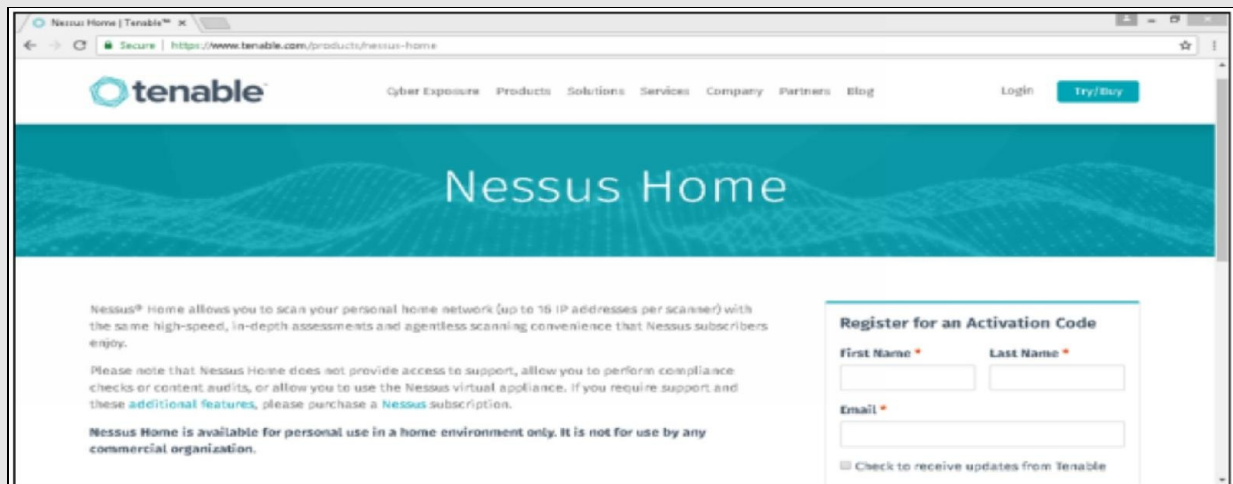 Nessus Home | Tenable™
Secure | https://www.tenable.com/products/nessus-home
tenable
Cyber Exposure Products Solutions Services Company Partners Blog Login Try/Buy
Nessus Home
Nessus® Home allows you to scan your personal home network (up to 16 IP addresses per scanner) with
the same high-speed, in-depth assessments and agentless scanning convenience that Nessus subscribers
enjoy.
Please note that Nessus Home does not provide access to support, allow you to perform compliance
checks or content audits, or allow you to use the Nessus virtual appliance. If you require support and
these additional features, please purchase a Nessus subscription.
Nessus Home is available for personal use in a home environment only. It is not for use by any
commercial organization.
Register for an Activation Code
First Name * Last Name *
Email *
Check to receive updates from Tenable